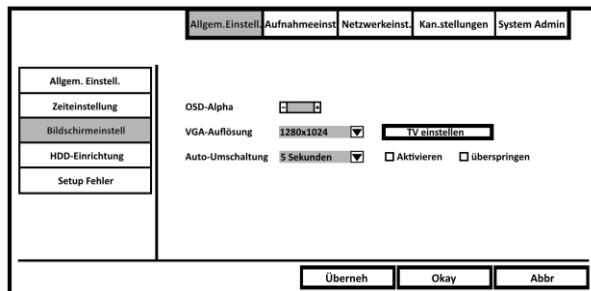 Allgem.Einstell. Aufnahmeeinst Netzwerkeinst. Kan.stellungen System Admin
Allgem. Einstell.
Zeiteinstellung
Bildschirmeinstell
HDD-Einrichtung
Setup Fehler
OSD-Alpha - +
VGA-Auflösung 1280x1024 TV einstellen
Auto-Umschaltung 5 Sekunden Aktivieren überspringen
Überneh Okay Abbr